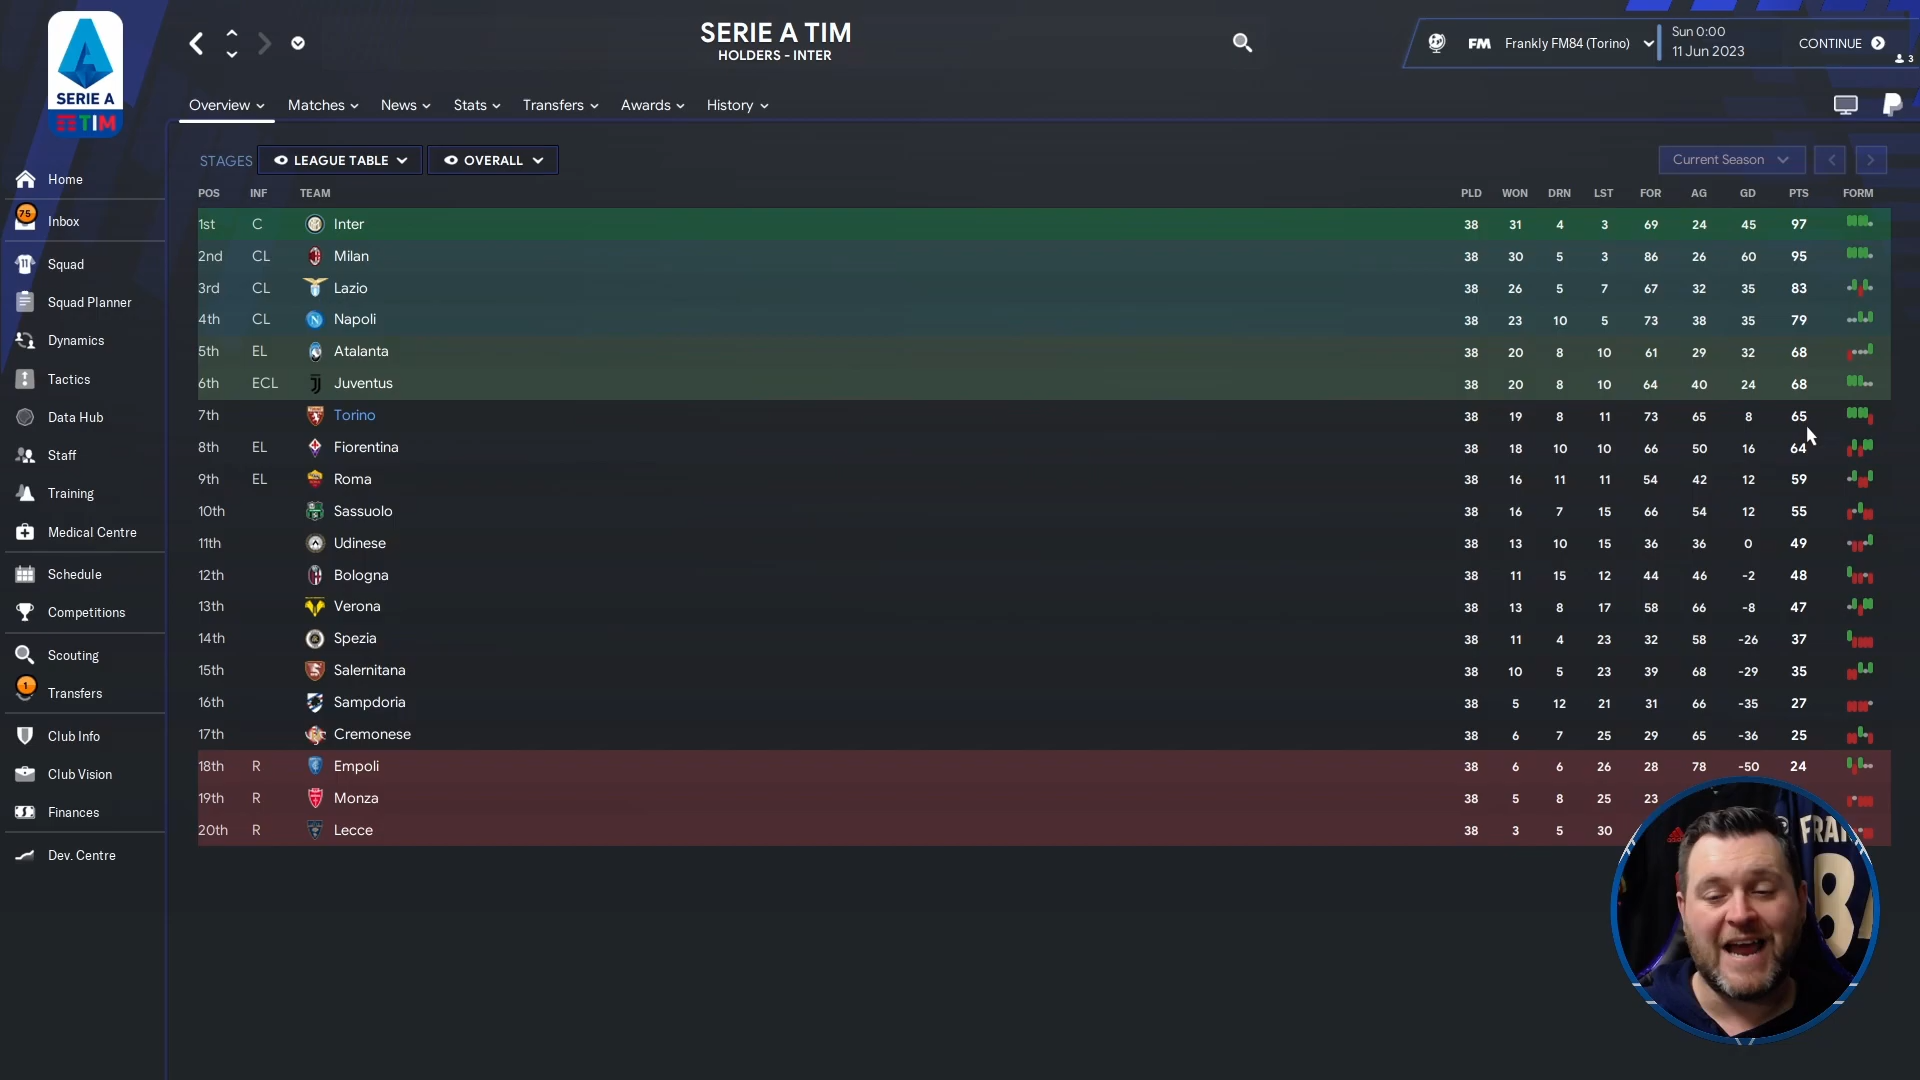 SERIE A
TIM
SERIE A TIM
HOLDERS - INTER
FM Frankly FM84 (Torino)
Sun 0:00
11 Jun 2023
CONTINUE
3
Overview Matches News Stats Transfers Awards History
STAGES LEAGUE TABLE OVERALL Current Season
Home
75
Inbox
Squad
Squad Planner
Dynamics
Tactics
Data Hub
Staff
Training
Medical Centre
Schedule
Competitions
Scouting
1
Transfers
Club Info
Club Vision
Finances
Dev. Centre
POS INF TEAM PLD WON DRN LST FOR AG GD PTS FORM
1st C Inter 38 31 4 3 69 24 45 97
2nd CL Milan 38 30 5 3 86 26 60 95
3rd CL Lazio 38 26 5 7 67 32 35 83
4th CL Napoli 38 23 10 5 73 38 35 79
5th EL Atalanta 38 20 8 10 61 29 32 68
6th ECL Juventus 38 20 8 10 64 40 24 68
7th Torino 38 19 8 11 73 65 8 65
8th EL Fiorentina 38 18 10 10 66 50 16 64
9th EL Roma 38 16 11 11 54 42 12 59
10th Sassuolo 38 16 7 15 66 54 12 55
11th Udinese 38 13 10 15 36 36 0 49
12th Bologna 38 11 15 12 44 46 -2 48
13th Verona 38 13 8 17 58 66 -8 47
14th Spezia 38 11 4 23 32 58 -26 37
15th Salernitana 38 10 5 23 39 68 -29 35
16th Sampdoria 38 5 12 21 31 66 -35 27
17th Cremonese 38 6 7 25 29 65 -36 25
18th R Empoli 38 6 6 26 28 78 -50 24
19th R Monza 38 5 8 25 23
20th R Lecce 38 3 5 30